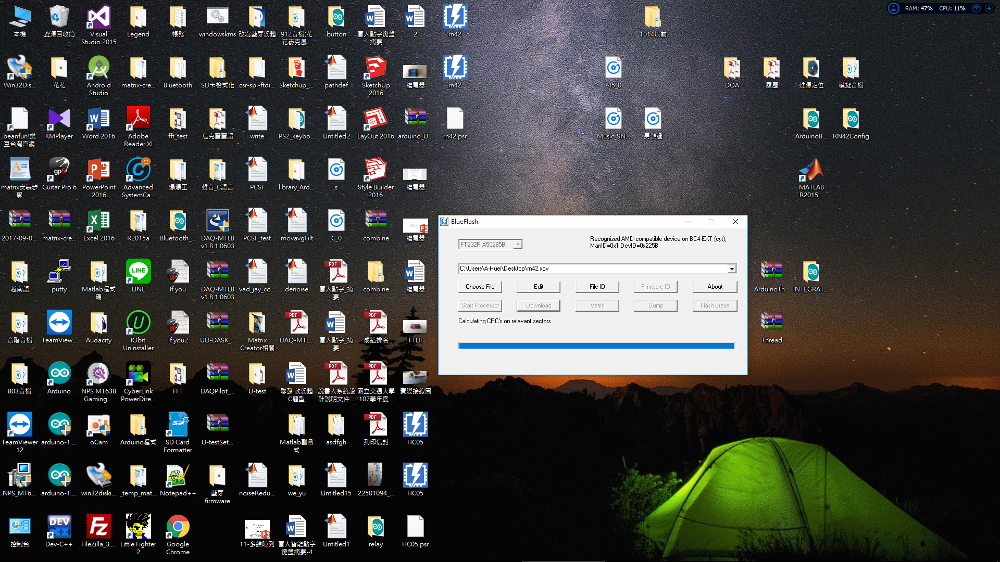 RAM: 47% CPU: 11%
本機
資源回收筒
Visual
Studio 2015
Legend
帳務
windowskms
改寫藍芽韌體
912音檔(花
花麥克風...
button
盲人點字鍵盤
摘要
2
rn42
1014以前
Win32Dis...
花花
Android
Studio
matrix-cre...
Bluetooth
SD卡格式化
csr-spi-ftdi...
Sketchup_...
pathdef
SketchUp
2016
繼電器
rn42
-45_0
DOA
履歷
聲源定位
模擬音檔
beanfun!樂
豆台灣官網
KMPlayer
Word 2016
Adobe
Reader XI
fft_test
烏克麗麗譜
write
PS2_keybo...
Untitled2
LayOut 2016
arduino_U...
rn42.psr
Music_SN...
男難過
ArduinoB...
RN42Config
matrix安裝步
驟
Guitar Pro 6
PowerPoint
2016
Advanced
SystemCa...
爆爆王
聲音_C語言
PCSF
library_Ard...
s
Style Builder
2016
繼電器
MATLAB
R2015...
2017-09-0...
matrix-cre...
Excel 2016
R2015a
Bluetooth_...
DAQ-MTLB
v1.8.1.0603
PCSF_test
movavgFilt
C_0
combine
繼電器
BlueFlash
FT232R A50285BI
Recognized AMD-compatible device on BC4-EXT (cyt),
ManID=0x1 DevID=0x225B
C:\Users\A-Huei\Desktop\rn42.xpv
Choose File
Edit
File ID
Firmware ID
About
Start Processor
Download
Verify
Dump
Flash Erase
Calculating CRC's on relevant sectors
越南語
putty
Matlab程式
碼
LINE
If you
DAQ-MTLB
v1.8.1.0603
vad_jay_co...
denoise
盲人點字_摘
要
combine
繼電器
ArduinoTh...
INTEGRAT...
音階音檔
TeamView...
Audacity
IObit
Uninstaller
If you2
UD-DASK_...
Matrix
Creator相關
DAQ-MTL...
盲人點字_摘
要
成績排名
FTDI
Thread
803音檔
Arduino
NPS MT638
Gaming ...
CyberLink
PowerDire...
FFT
DAQPilot_...
U-test
聯發 軟韌體
C題型
說書人系統設
計說明文件...
國立交通大學
107學年度...
實際接線圖
TeamViewer
12
arduino-1....
oCam
Arduino程式
SD Card
Formatter
U-testSet...
Matlab副函
式
asdfgh
列印信封
HC05
NPS_MT6...
arduino-1....
win32diski...
_temp_mat...
Notepad++
藍芽
firmware
noiseRedu...
we_yu
Untitled15
22501094_...
HC05
控制台
Dev-C++
FileZilla_3....
Little Fighter
2
Google
Chrome
11-多維陣列
盲人智能點字
鍵盤摘要-4
Untitled1
relay
HC05.psr